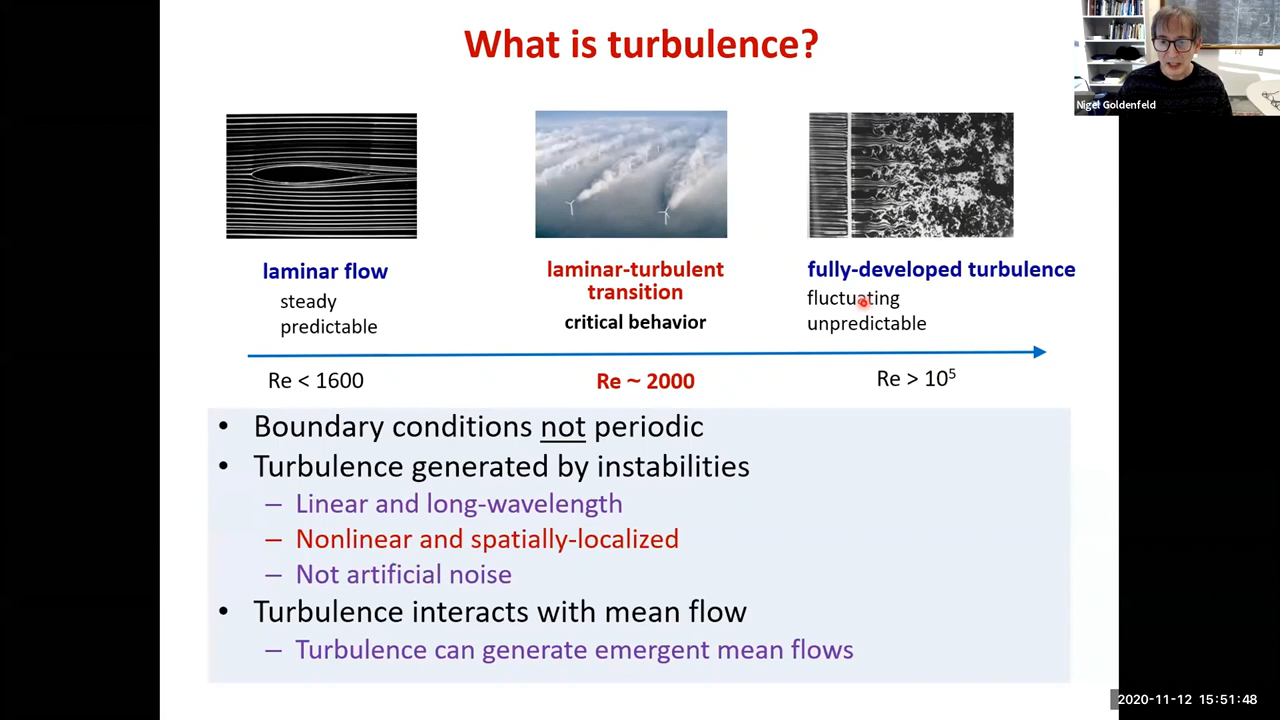 What is turbulence?
Nigel Goldenfeld
laminar flow
steady
predictable
laminar-turbulent
transition
critical behavior
fully-developed turbulence
fluctuating
unpredictable
Re < 1600
Re ~ 2000
Re > 10⁵
• Boundary conditions not periodic
• Turbulence generated by instabilities
– Linear and long-wavelength
– Nonlinear and spatially-localized
– Not artificial noise
• Turbulence interacts with mean flow
– Turbulence can generate emergent mean flows
2020-11-12 15:51:48